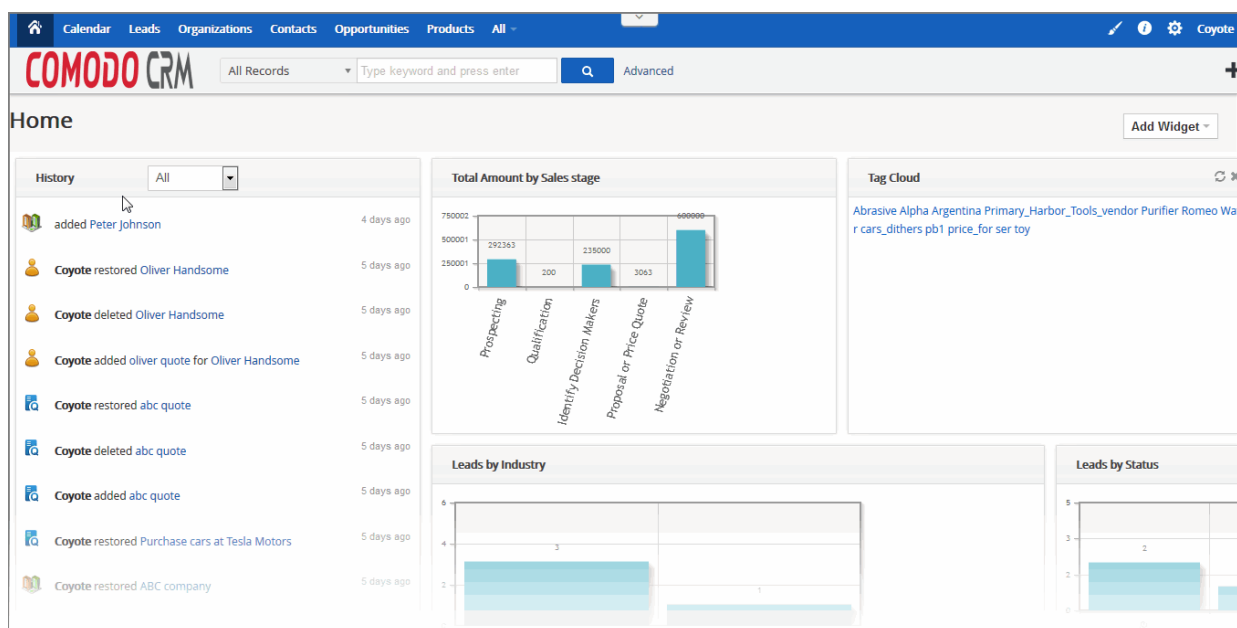 Calendar Leads Organizations Contacts Opportunities Products All
Coyote
COMODO CRM
All Records
Type keyword and press enter
Advanced
Home
Add Widget
History
All
added Peter Johnson
4 days ago
Coyote restored Oliver Handsome
5 days ago
Coyote deleted Oliver Handsome
5 days ago
Coyote added oliver quote for Oliver Handsome
5 days ago
Coyote restored abc quote
5 days ago
Coyote deleted abc quote
5 days ago
Coyote added abc quote
5 days ago
Coyote restored Purchase cars at Tesla Motors
5 days ago
Coyote restored ABC company
5 days ago
Total Amount by Sales stage
750002
500001
250001
0
292363
200
235000
3063
600000
Prospecting
Qualification
Identify Decision Makers
Proposal or Price Quote
Negotiation or Review
Tag Cloud
Abrasive Alpha Argentina Primary_Harbor_Tools_vendor Purifier Romeo Wa
r cars_dithers pb1 price_for ser toy
Leads by Industry
6
4
2
0
3
1
Leads by Status
5
3
2
0
2